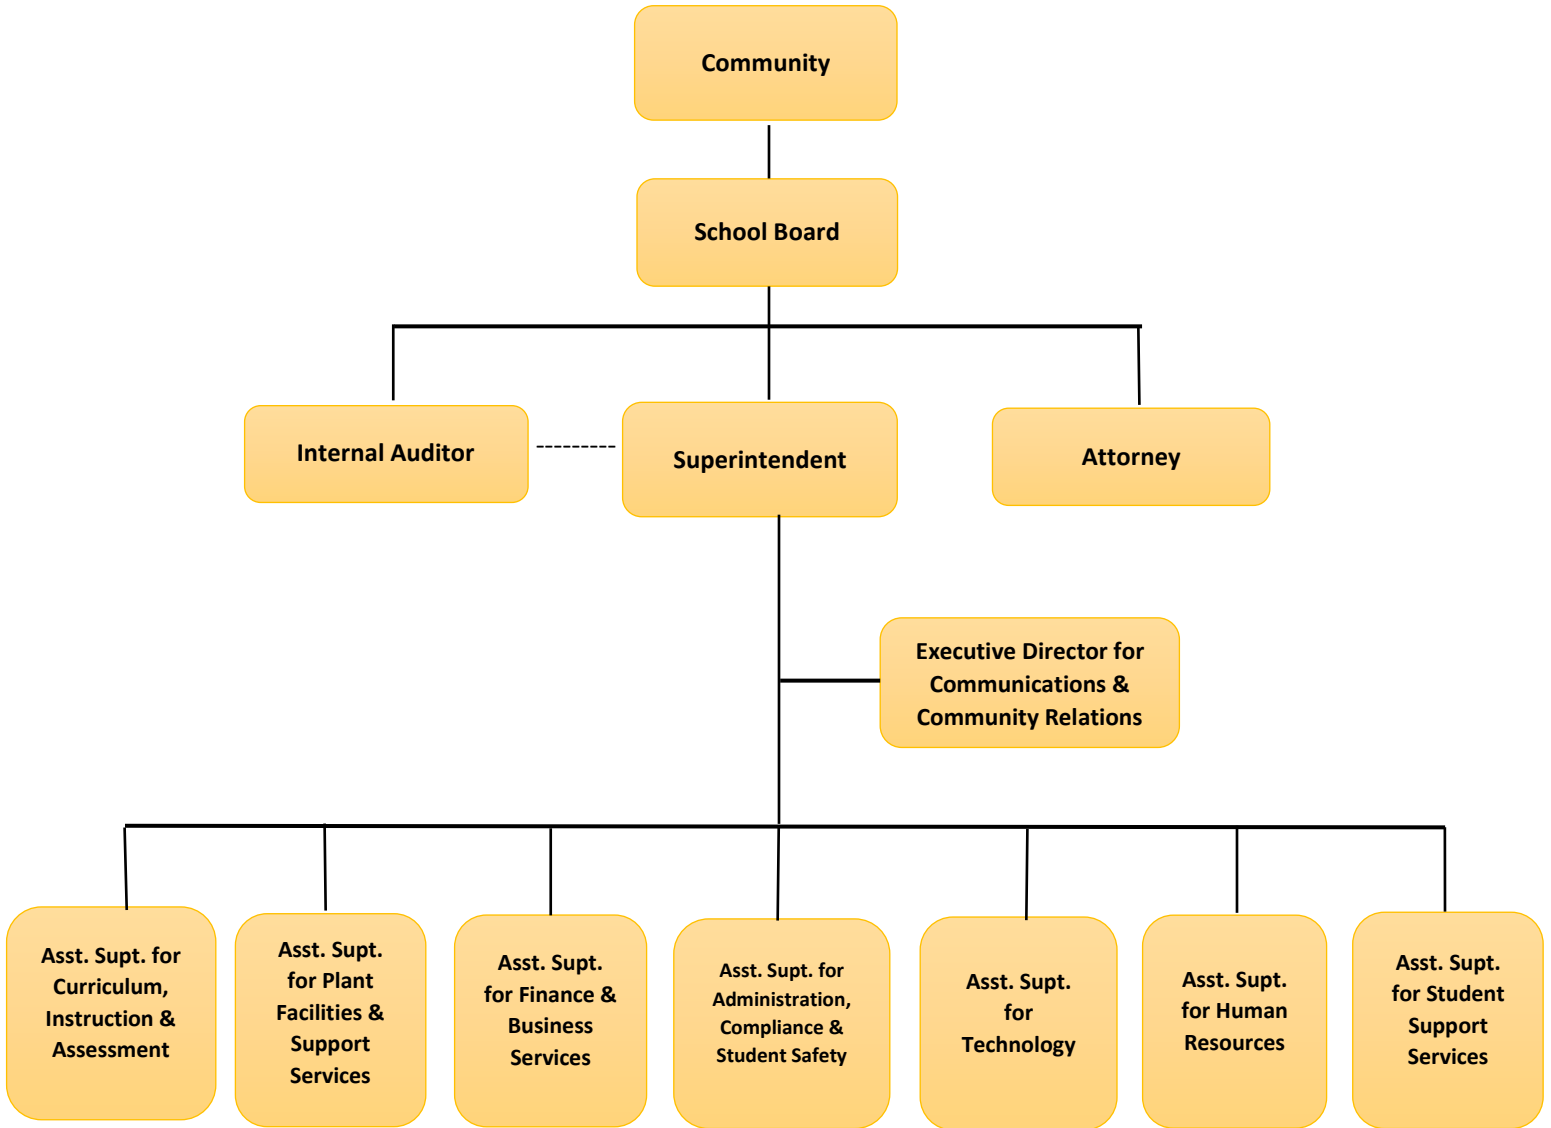 Community
School Board
Internal Auditor
Superintendent
Attorney
Executive Director for
Communications &
Community Relations
Asst. Supt. for
Curriculum,
Instruction &
Assessment
Asst. Supt.
for Plant
Facilities &
Support
Services
Asst. Supt.
for Finance &
Business
Services
Asst. Supt. for
Administration,
Compliance &
Student Safety
Asst. Supt.
for
Technology
Asst. Supt.
for Human
Resources
Asst. Supt.
for Student
Support
Services